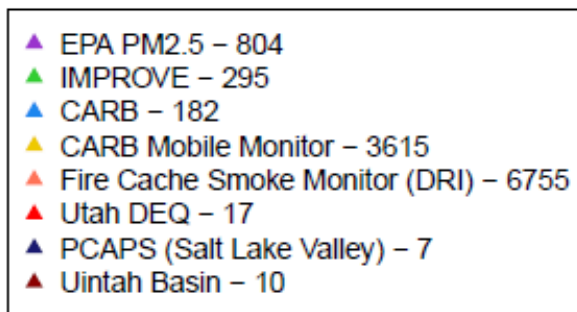 EPA PM2.5 – 804
IMPROVE – 295
CARB – 182
CARB Mobile Monitor – 3615
Fire Cache Smoke Monitor (DRI) – 6755
Utah DEQ – 17
PCAPS (Salt Lake Valley) – 7
Uintah Basin – 10